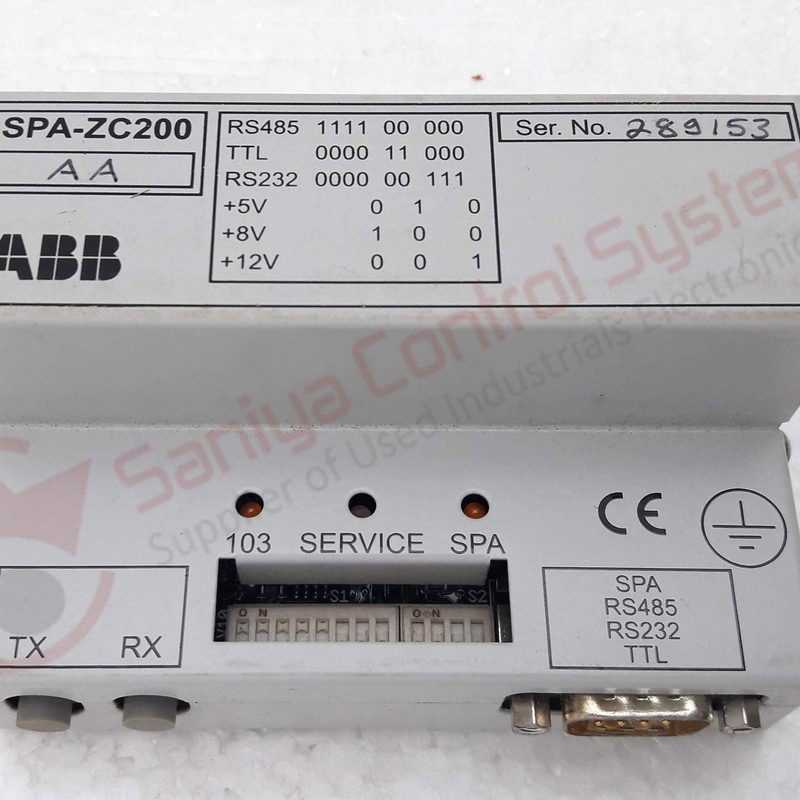 SPA-ZC200
AA
ABB
RS485 1111 00 000
TTL 0000 11 000
RS232 0000 00 111
+5V 0 1 0
+8V 1 0 0
+12V 0 0 1
Ser. No. 289153
Saniya Control System
Supplier of Used Industrials Electronic
103 SERVICE SPA
CE
S1 S2
ON ON
TX RX
SPA
RS485
RS232
TTL